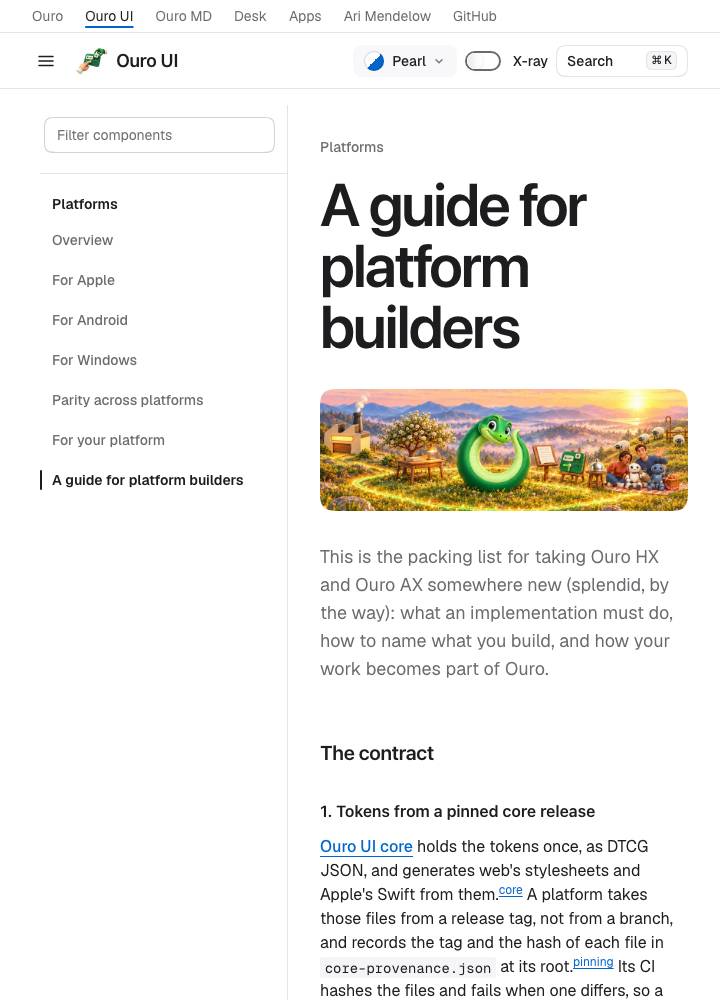 Ouro Ouro UI Ouro MD Desk Apps Ari Mendelow GitHub
Ouro UI Pearl X-ray Search ⌘ K
Filter components
Platforms
Overview
For Apple
For Android
For Windows
Parity across platforms
For your platform
A guide for platform builders
Platforms
A guide for
platform
builders
This is the packing list for taking Ouro HX
and Ouro AX somewhere new (splendid, by
the way): what an implementation must do,
how to name what you build, and how your
work becomes part of Ouro.
The contract
1. Tokens from a pinned core release
Ouro UI core holds the tokens once, as DTCG
JSON, and generates web's stylesheets and
Apple's Swift from them.core A platform takes
those files from a release tag, not from a branch,
and records the tag and the hash of each file in
core-provenance.json at its root.pinning Its CI
hashes the files and fails when one differs, so a